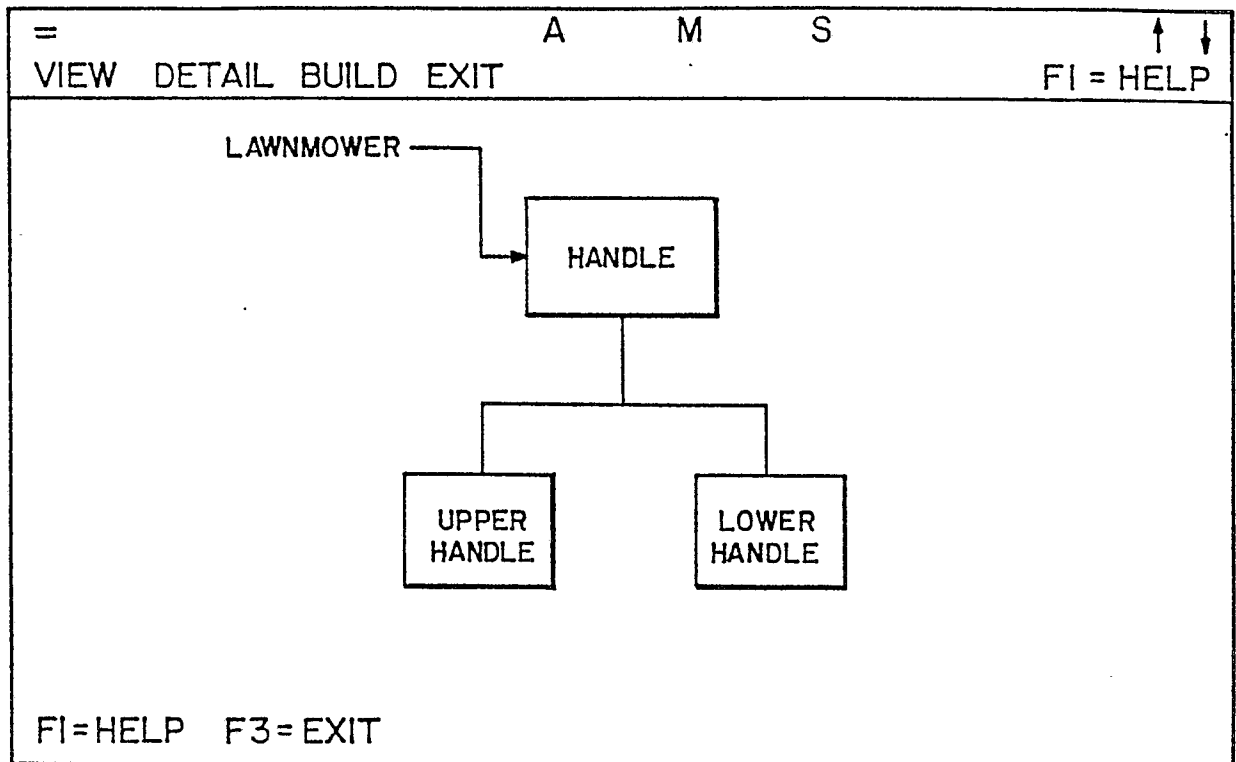 = A M S ↑ ↓
VIEW DETAIL BUILD EXIT F1 = HELP
LAWNMOWER
HANDLE
UPPER
HANDLE
LOWER
HANDLE
F1=HELP F3=EXIT